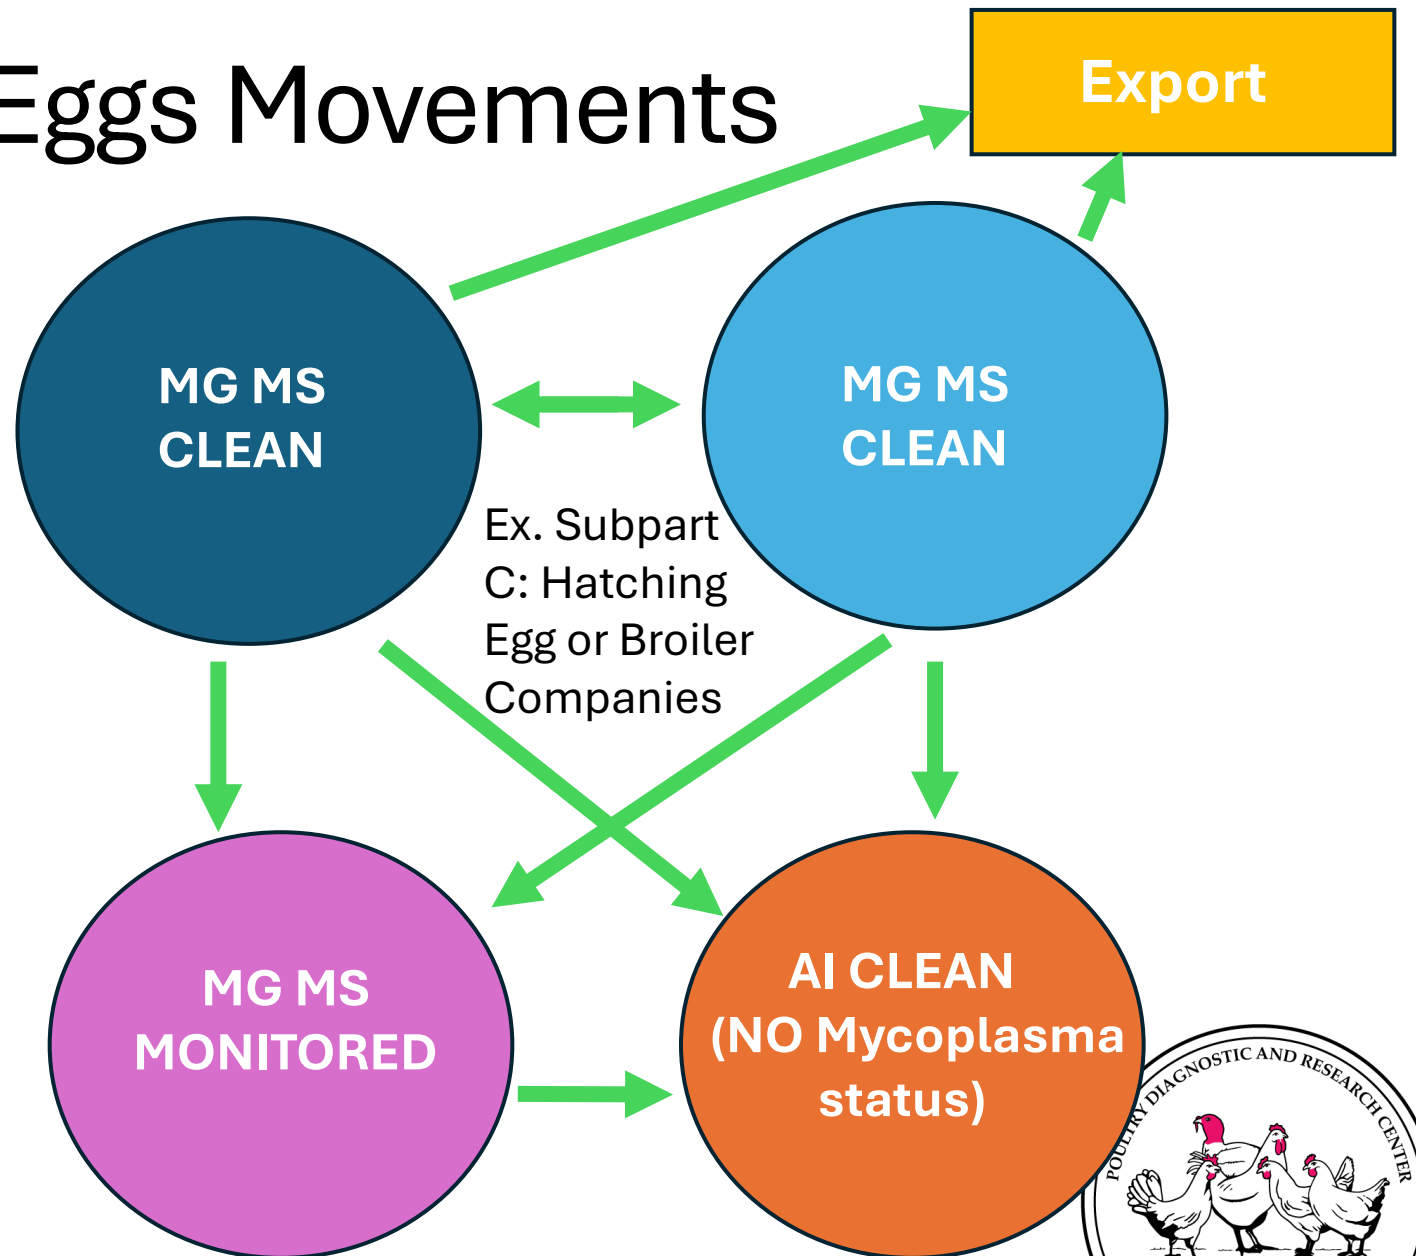 Eggs Movements
Export
MG MS
CLEAN
MG MS
CLEAN
Ex. Subpart
C: Hatching
Egg or Broiler
Companies
MG MS
MONITORED
AI CLEAN
(NO Mycoplasma
status)
POULTRY DIAGNOSTIC AND RESEARCH CENTER